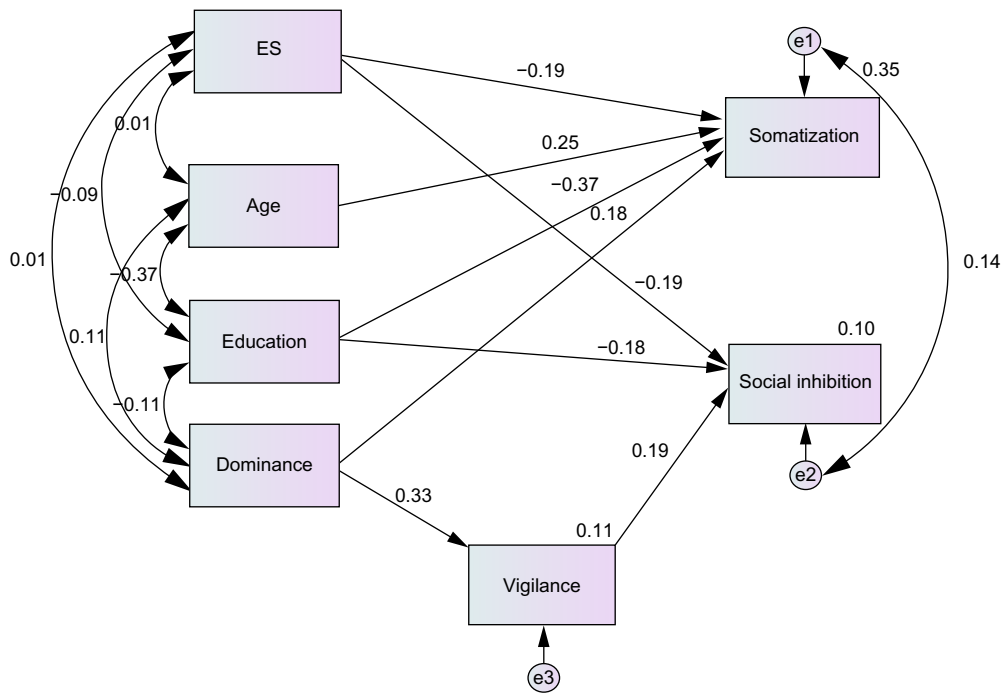 ES
e1
−0.19
0.35
0.01
Somatization
0.25
−0.37
−0.09
Age
0.18
0.01
−0.37
−0.19
0.14
0.11
Education
−0.18
0.10
Social inhibition
−0.11
Dominance
0.33
0.19
e2
0.11
Vigilance
e3